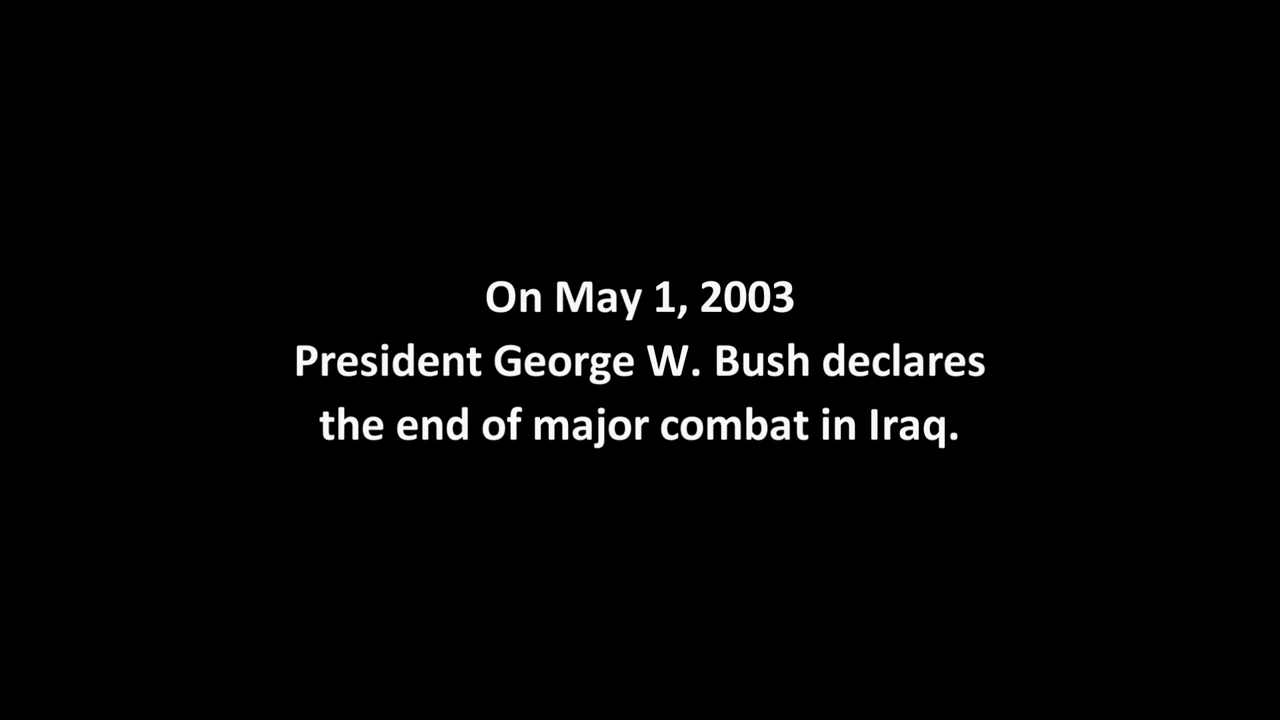 On May 1, 2003
President George W. Bush declares
the end of major combat in Iraq.